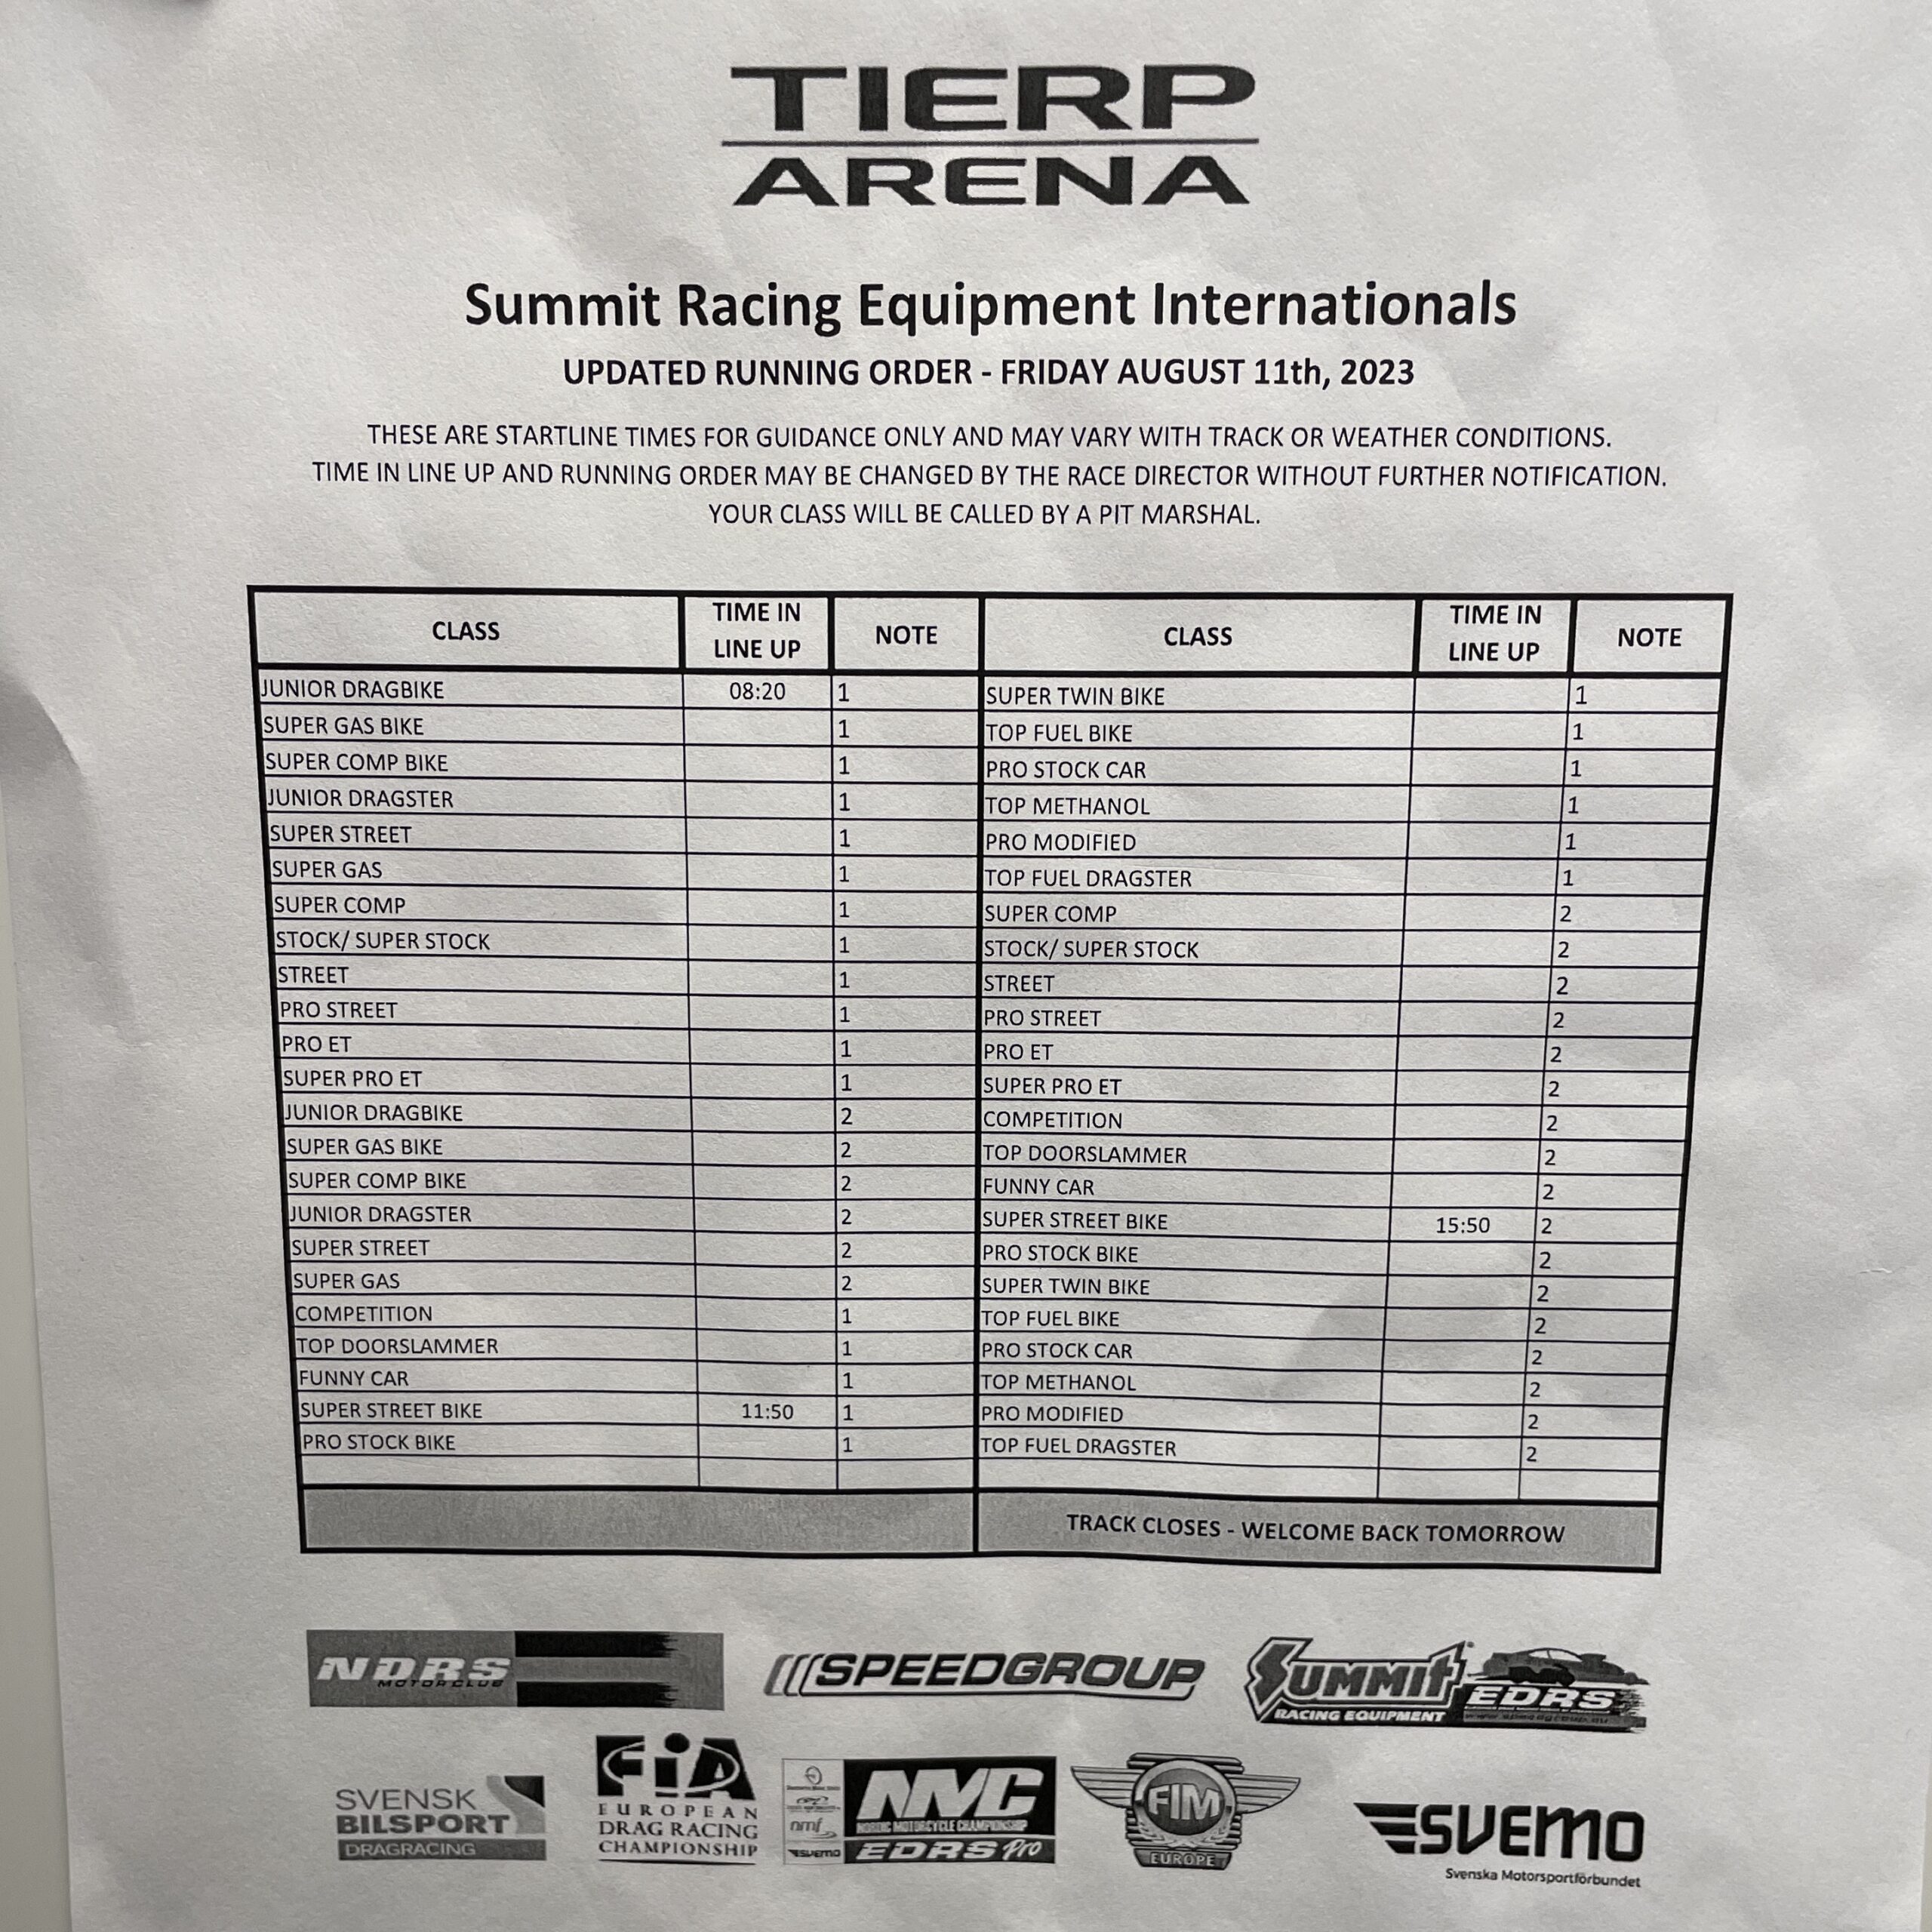 TIERP
ARENA
Summit Racing Equipment Internationals
UPDATED RUNNING ORDER - FRIDAY AUGUST 11th, 2023
THESE ARE STARTLINE TIMES FOR GUIDANCE ONLY AND MAY VARY WITH TRACK OR WEATHER CONDITIONS.
TIME IN LINE UP AND RUNNING ORDER MAY BE CHANGED BY THE RACE DIRECTOR WITHOUT FURTHER NOTIFICATION.
YOUR CLASS WILL BE CALLED BY A PIT MARSHAL.
CLASS TIME IN LINE UP NOTE CLASS TIME IN LINE UP NOTE
JUNIOR DRAGBIKE 08:20 1 SUPER TWIN BIKE 1
SUPER GAS BIKE 1 TOP FUEL BIKE 1
SUPER COMP BIKE 1 PRO STOCK CAR 1
JUNIOR DRAGSTER 1 TOP METHANOL 1
SUPER STREET 1 PRO MODIFIED 1
SUPER GAS 1 TOP FUEL DRAGSTER 1
SUPER COMP 1 SUPER COMP 2
STOCK/ SUPER STOCK 1 STOCK/ SUPER STOCK 2
STREET 1 STREET 2
PRO STREET 1 PRO STREET 2
PRO ET 1 PRO ET 2
SUPER PRO ET 1 SUPER PRO ET 2
JUNIOR DRAGBIKE 2 COMPETITION 2
SUPER GAS BIKE 2 TOP DOORSLAMMER 2
SUPER COMP BIKE 2 FUNNY CAR 2
JUNIOR DRAGSTER 2 SUPER STREET BIKE 15:50 2
SUPER STREET 2 PRO STOCK BIKE 2
SUPER GAS 2 SUPER TWIN BIKE 2
COMPETITION 1 TOP FUEL BIKE 2
TOP DOORSLAMMER 1 PRO STOCK CAR 2
FUNNY CAR 1 TOP METHANOL 2
SUPER STREET BIKE 11:50 1 PRO MODIFIED 2
PRO STOCK BIKE 1 TOP FUEL DRAGSTER 2
TRACK CLOSES - WELCOME BACK TOMORROW
NDRS
MOTORCLUB
SPEEDGROUP
SUMMIT
RACING EQUIPMENT
EDRS
SVENSK
BILSPORT
DRAGRACING
FIA
EUROPEAN
DRAG RACING
CHAMPIONSHIP
nmf
SVEMO
NMC
NORDIC MOTORCYCLE CHAMPIONSHIP
EDRS Pro
FIM
EUROPE
SVEMO
Svenska Motorsportförbundet